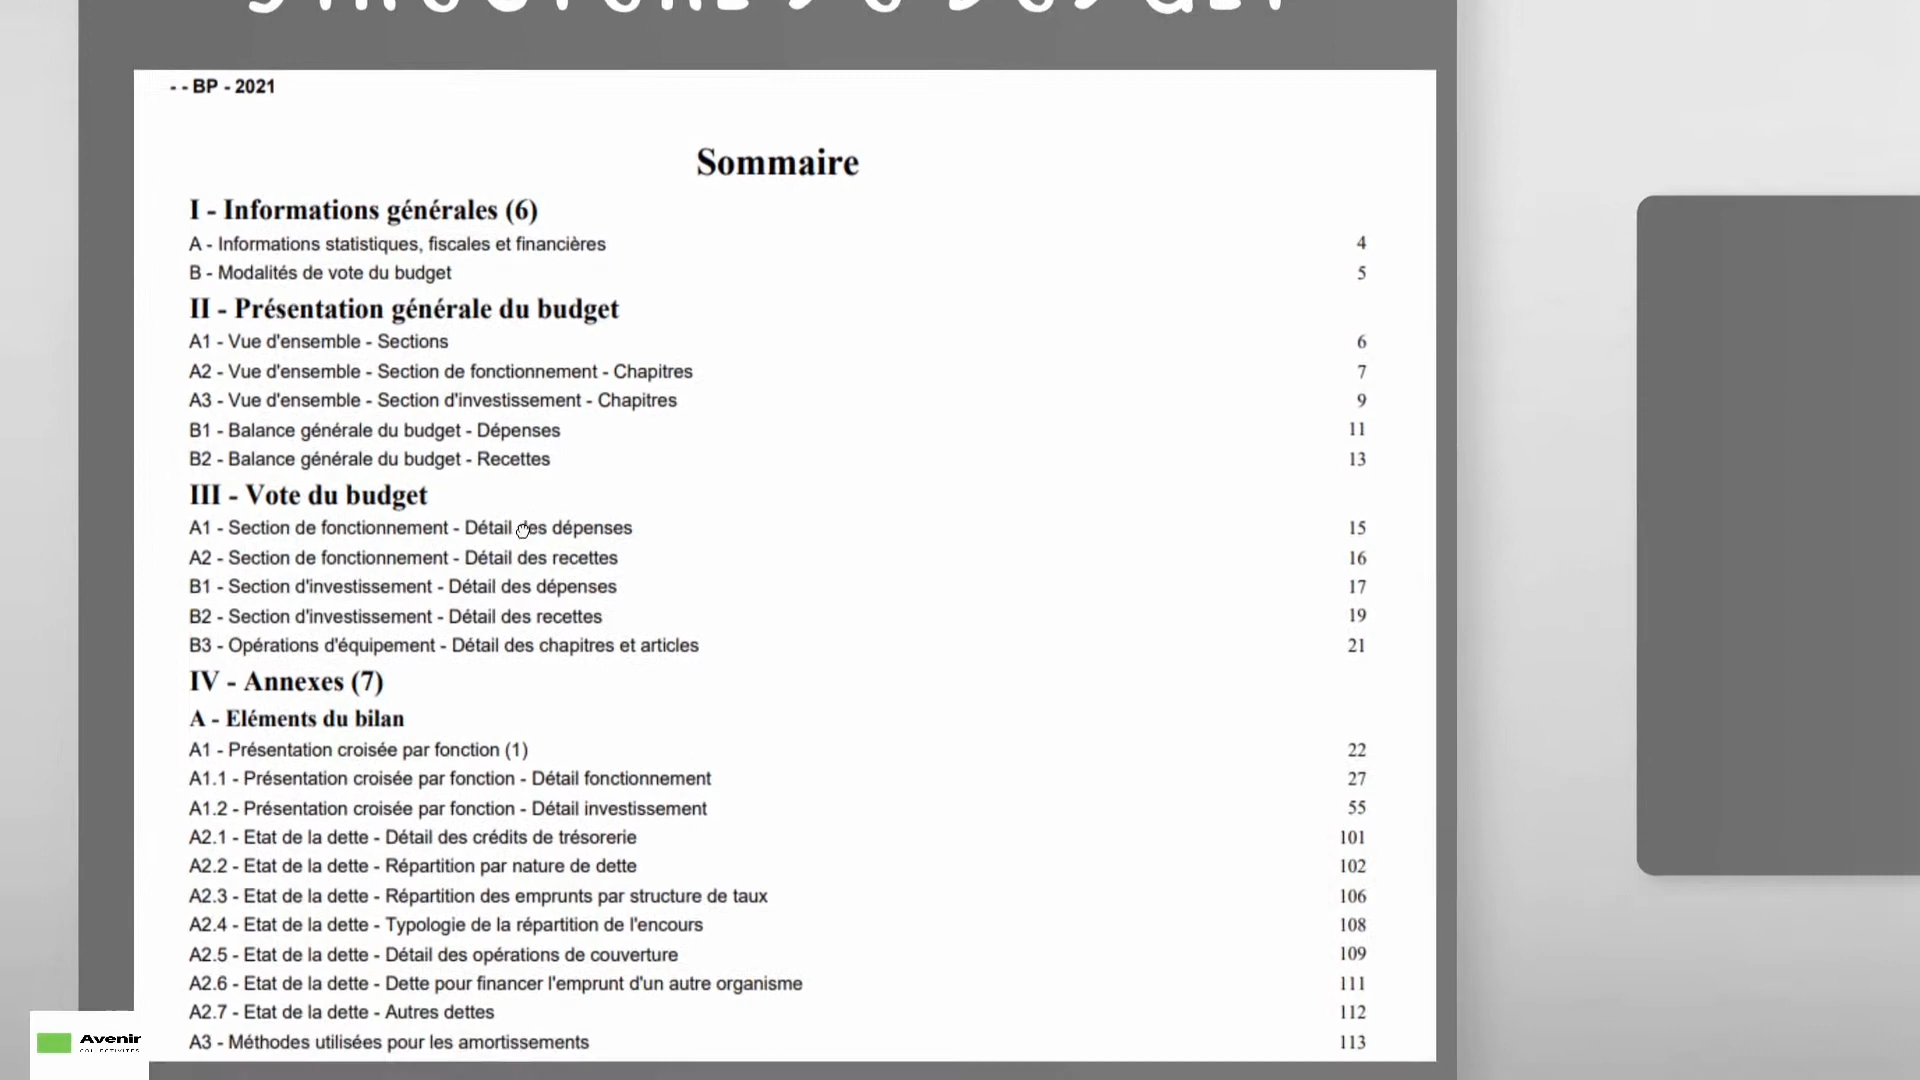 STRUCTURE DU BUDGET
- - BP - 2021
Sommaire
I - Informations générales (6)
A - Informations statistiques, fiscales et financières 4
B - Modalités de vote du budget 5
II - Présentation générale du budget
A1 - Vue d'ensemble - Sections 6
A2 - Vue d'ensemble - Section de fonctionnement - Chapitres 7
A3 - Vue d'ensemble - Section d'investissement - Chapitres 9
B1 - Balance générale du budget - Dépenses 11
B2 - Balance générale du budget - Recettes 13
III - Vote du budget
A1 - Section de fonctionnement - Détail des dépenses 15
A2 - Section de fonctionnement - Détail des recettes 16
B1 - Section d'investissement - Détail des dépenses 17
B2 - Section d'investissement - Détail des recettes 19
B3 - Opérations d'équipement - Détail des chapitres et articles 21
IV - Annexes (7)
A - Eléments du bilan
A1 - Présentation croisée par fonction (1) 22
A1.1 - Présentation croisée par fonction - Détail fonctionnement 27
A1.2 - Présentation croisée par fonction - Détail investissement 55
A2.1 - Etat de la dette - Détail des crédits de trésorerie 101
A2.2 - Etat de la dette - Répartition par nature de dette 102
A2.3 - Etat de la dette - Répartition des emprunts par structure de taux 106
A2.4 - Etat de la dette - Typologie de la répartition de l'encours 108
A2.5 - Etat de la dette - Détail des opérations de couverture 109
A2.6 - Etat de la dette - Dette pour financer l'emprunt d'un autre organisme 111
A2.7 - Etat de la dette - Autres dettes 112
A3 - Méthodes utilisées pour les amortissements 113
Avenir
COLLECTIVITES